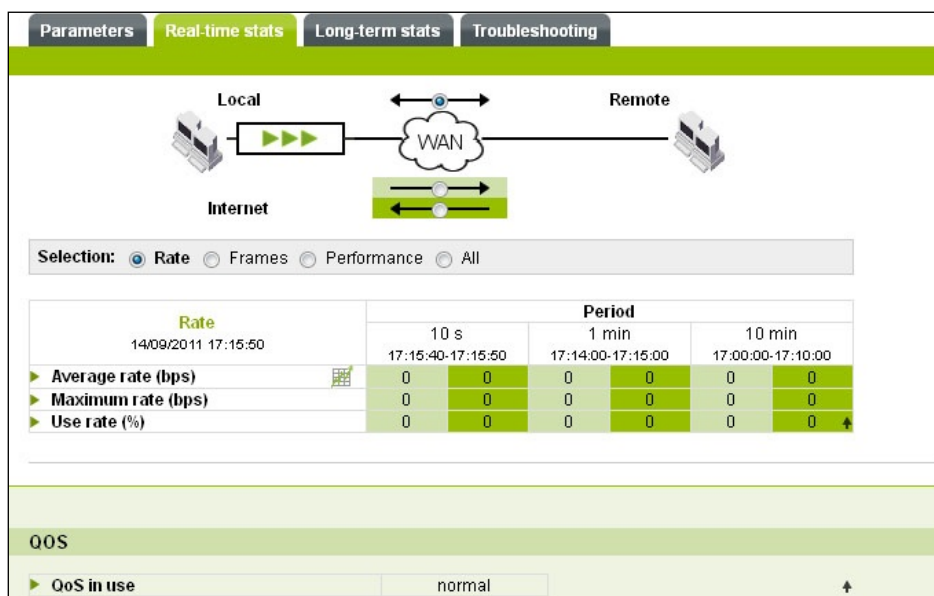 Parameters Real-time stats Long-term stats Troubleshooting
Local Remote
WAN
Internet
Selection: Rate Frames Performance All
Rate Period
14/09/2011 17:15:50 10 s 1 min 10 min
17:15:40-17:15:50 17:14:00-17:15:00 17:00:00-17:10:00
Average rate (bps) 0 0 0 0 0 0
Maximum rate (bps) 0 0 0 0 0 0
Use rate (%) 0 0 0 0 0 0
QOS
QoS in use normal